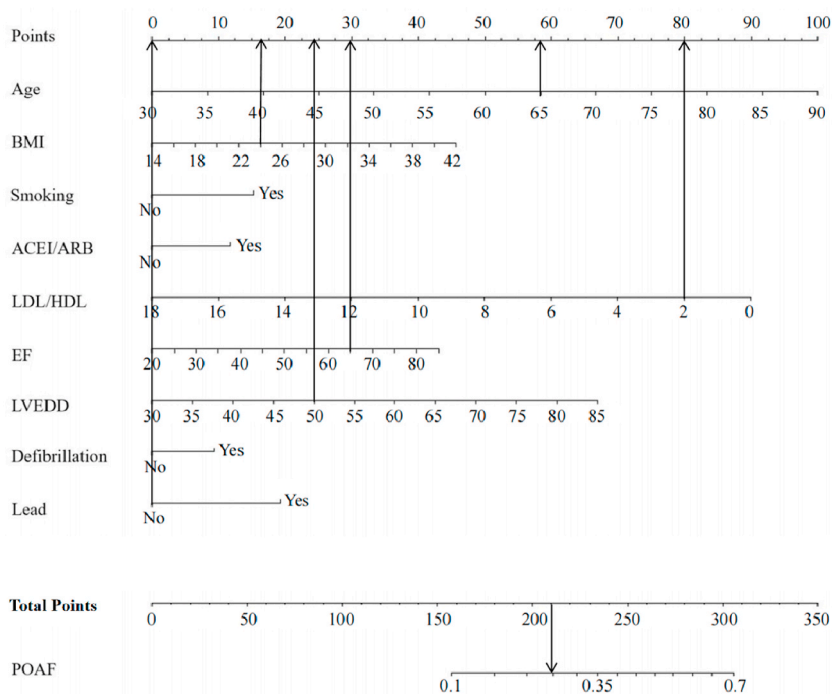 Points 0 10 20 30 40 50 60 70 80 90 100
Age 30 35 40 45 50 55 60 65 70 75 80 85 90
BMI 14 18 22 26 30 34 38 42
Smoking No Yes
ACEI/ARB No Yes
LDL/HDL 18 16 14 12 10 8 6 4 2 0
EF 20 30 40 50 60 70 80
LVEDD 30 35 40 45 50 55 60 65 70 75 80 85
Defibrillation No Yes
Lead No Yes
Total Points 0 50 100 150 200 250 300 350
POAF 0.1 0.35 0.7